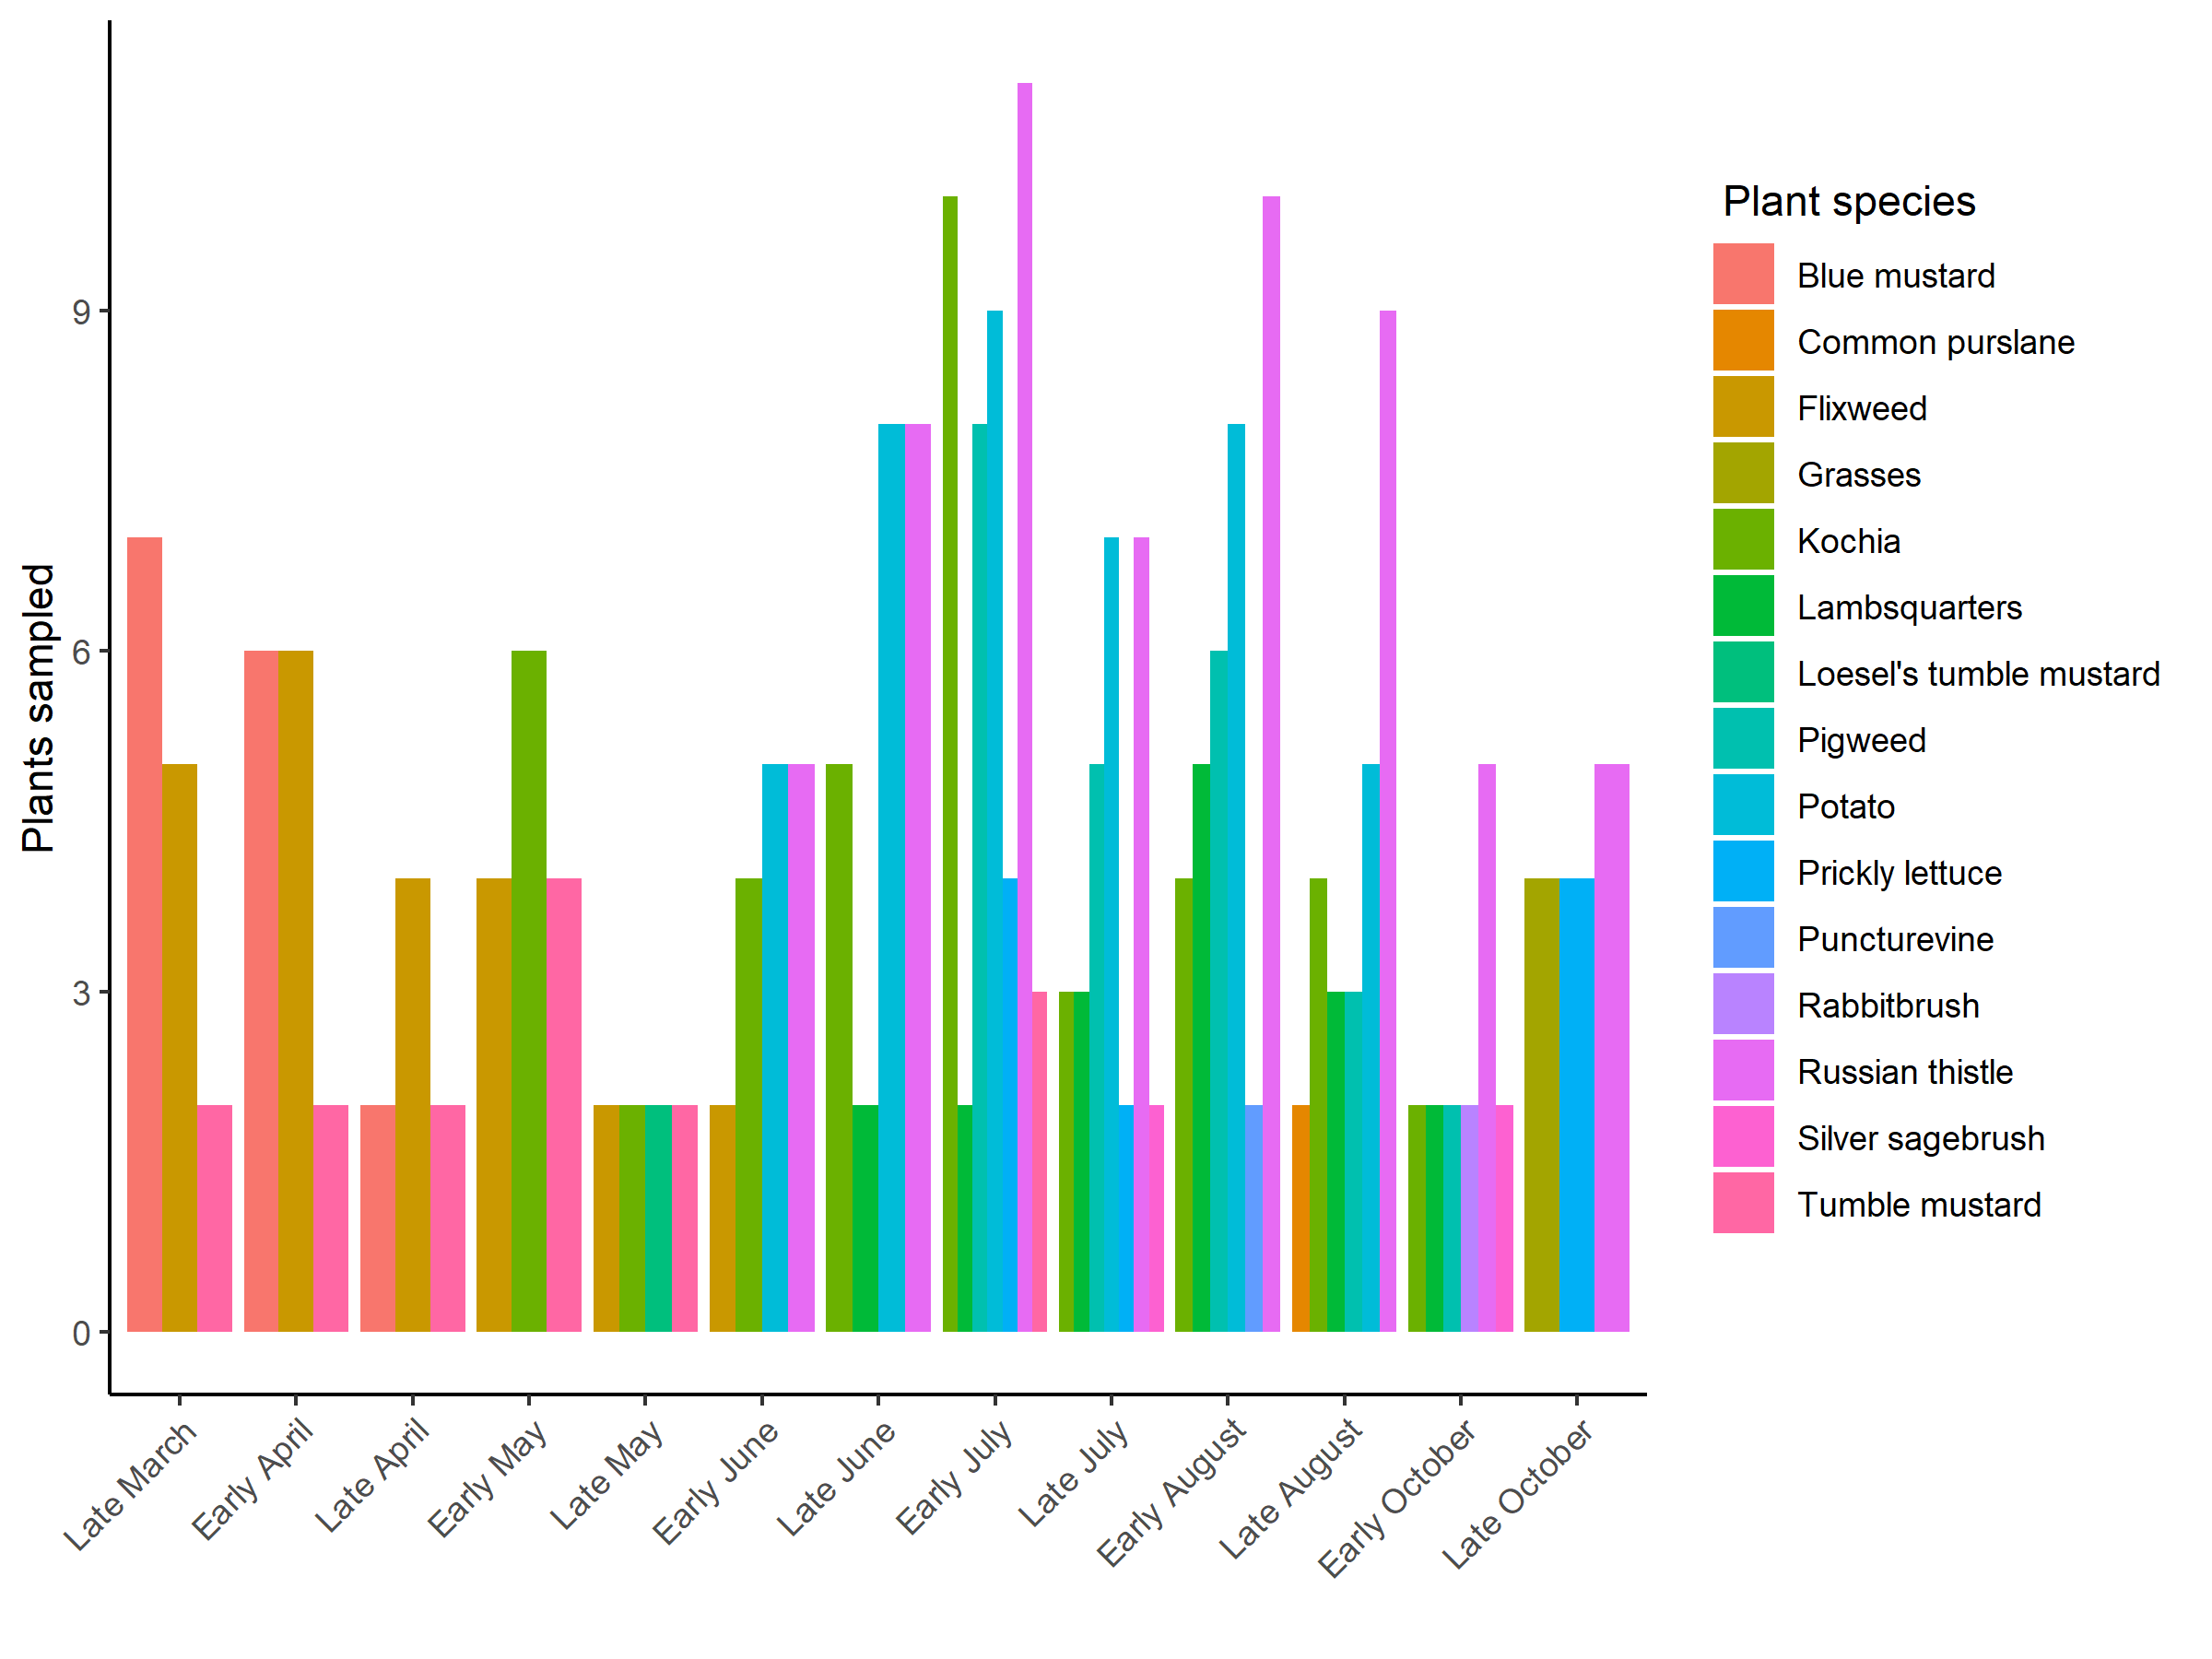 Plants sampled
9
6
3
0
Late March
Early April
Late April
Early May
Late May
Early June
Late June
Early July
Late July
Early August
Late August
Early October
Late October
Plant species
Blue mustard
Common purslane
Flixweed
Grasses
Kochia
Lambsquarters
Loesel's tumble mustard
Pigweed
Potato
Prickly lettuce
Puncturevine
Rabbitbrush
Russian thistle
Silver sagebrush
Tumble mustard